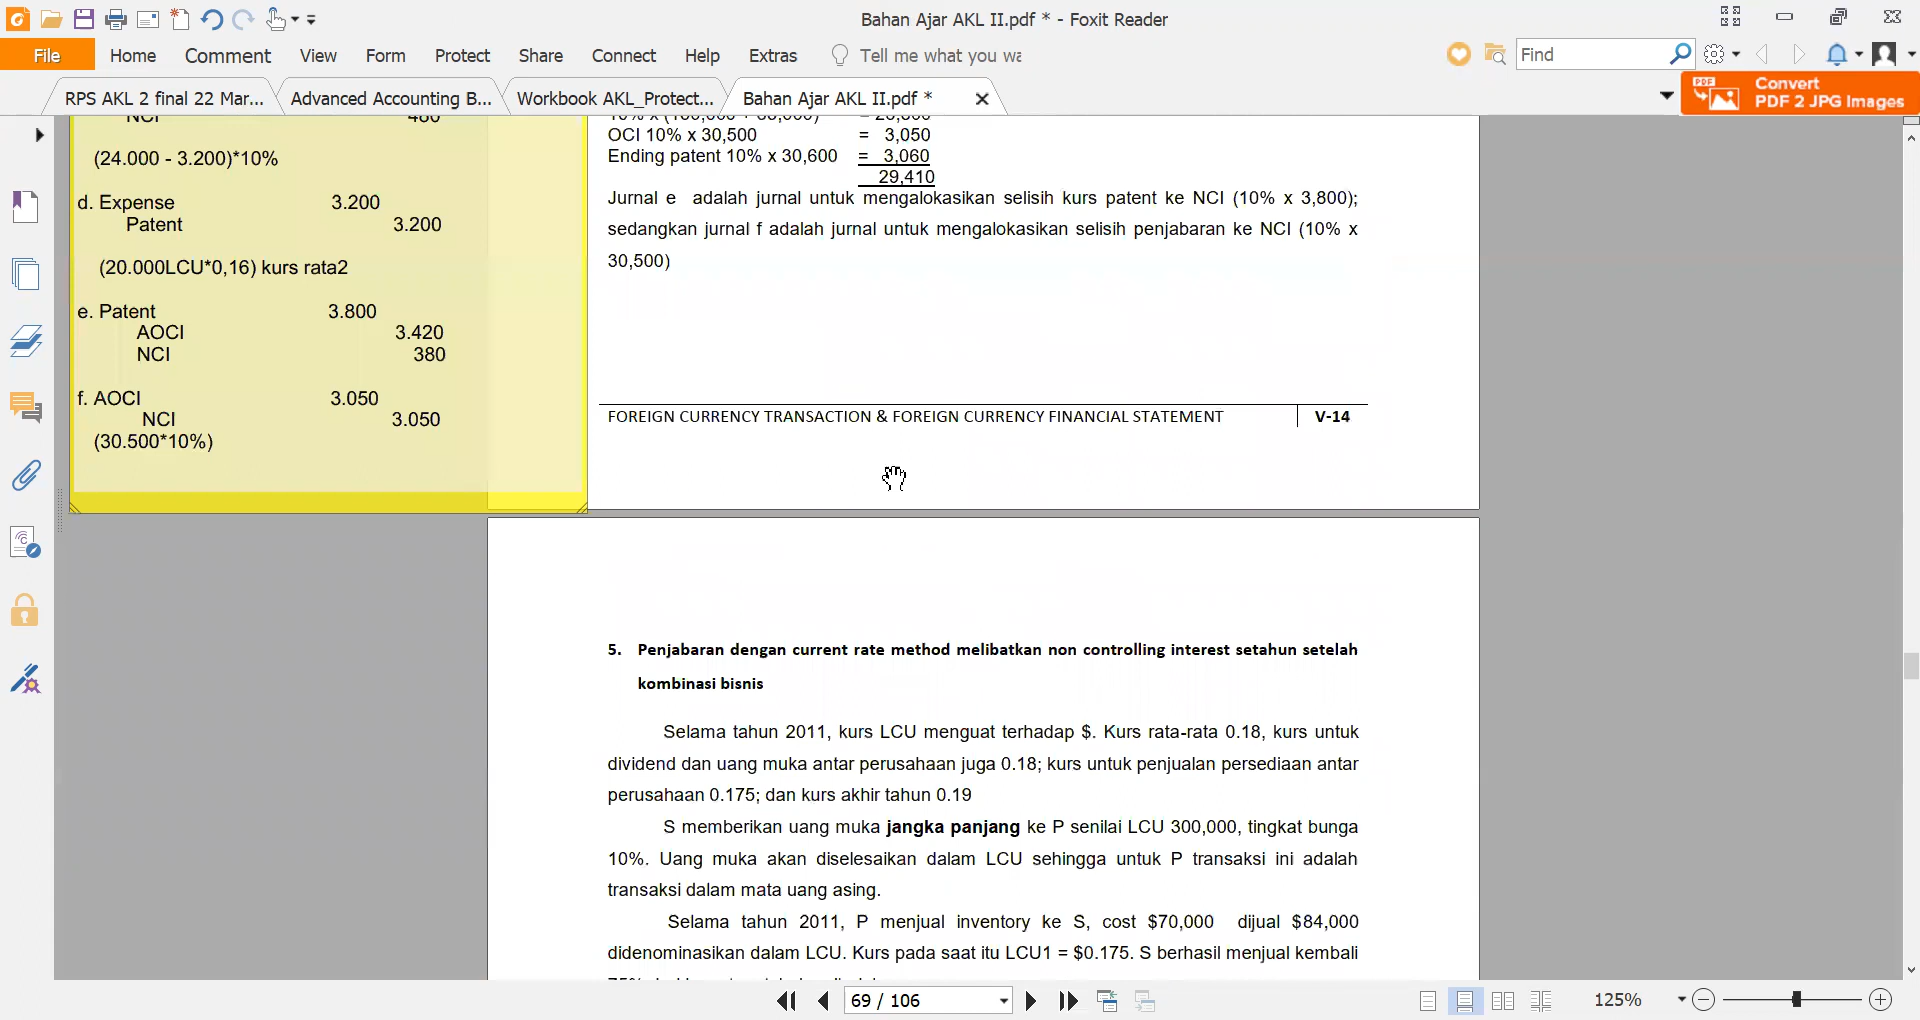 Bahan Ajar AKL II.pdf * - Foxit Reader
File Home Comment View Form Protect Share Connect Help Extras Tell me what you wa Find
RPS AKL 2 final 22 Mar... Advanced Accounting B... Workbook AKL_Protect... Bahan Ajar AKL II.pdf *
PDF Convert
PDF 2 JPG Images
NCI 480
(24.000 - 3.200)*10%
d. Expense 3.200
Patent 3.200
(20.000LCU*0,16) kurs rata2
e. Patent 3.800
AOCI 3.420
NCI 380
f. AOCI 3.050
NCI 3.050
(30.500*10%)
OCI 10% x 30,500 = 3,050
Ending patent 10% x 30,600 = 3,060
29,410
Jurnal e adalah jurnal untuk mengalokasikan selisih kurs patent ke NCI (10% x 3,800);
sedangkan jurnal f adalah jurnal untuk mengalokasikan selisih penjabaran ke NCI (10% x
30,500)
FOREIGN CURRENCY TRANSACTION & FOREIGN CURRENCY FINANCIAL STATEMENT V-14
5. Penjabaran dengan current rate method melibatkan non controlling interest setahun setelah
kombinasi bisnis
Selama tahun 2011, kurs LCU menguat terhadap $. Kurs rata-rata 0.18, kurs untuk
dividend dan uang muka antar perusahaan juga 0.18; kurs untuk penjualan persediaan antar
perusahaan 0.175; dan kurs akhir tahun 0.19
S memberikan uang muka jangka panjang ke P senilai LCU 300,000, tingkat bunga
10%. Uang muka akan diselesaikan dalam LCU sehingga untuk P transaksi ini adalah
transaksi dalam mata uang asing.
Selama tahun 2011, P menjual inventory ke S, cost $70,000 dijual $84,000
didenominasikan dalam LCU. Kurs pada saat itu LCU1 = $0.175. S berhasil menjual kembali
69 / 106
125%